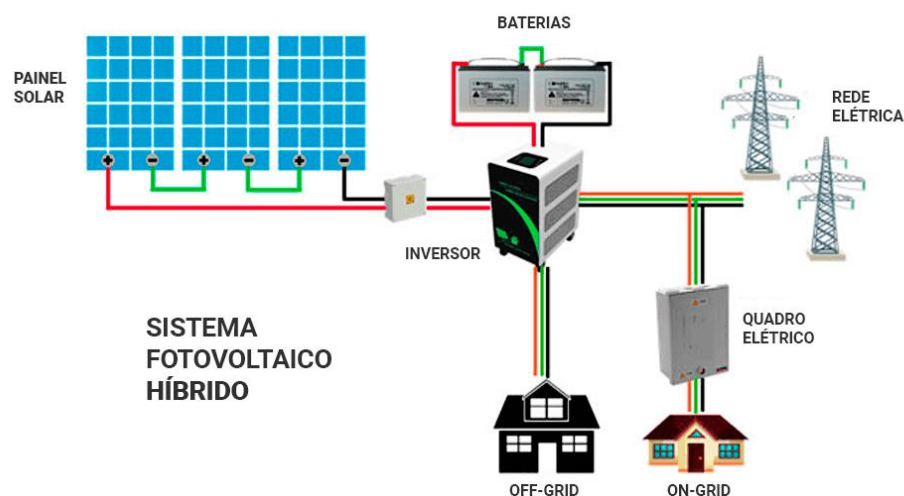 BATERIAS
PAINEL
SOLAR
REDE
ELÉTRICA
+
−
+
−
+
−
INVERSOR
QUADRO
ELÉTRICO
SISTEMA
FOTOVOLTAICO
HÍBRIDO
OFF-GRID
ON-GRID